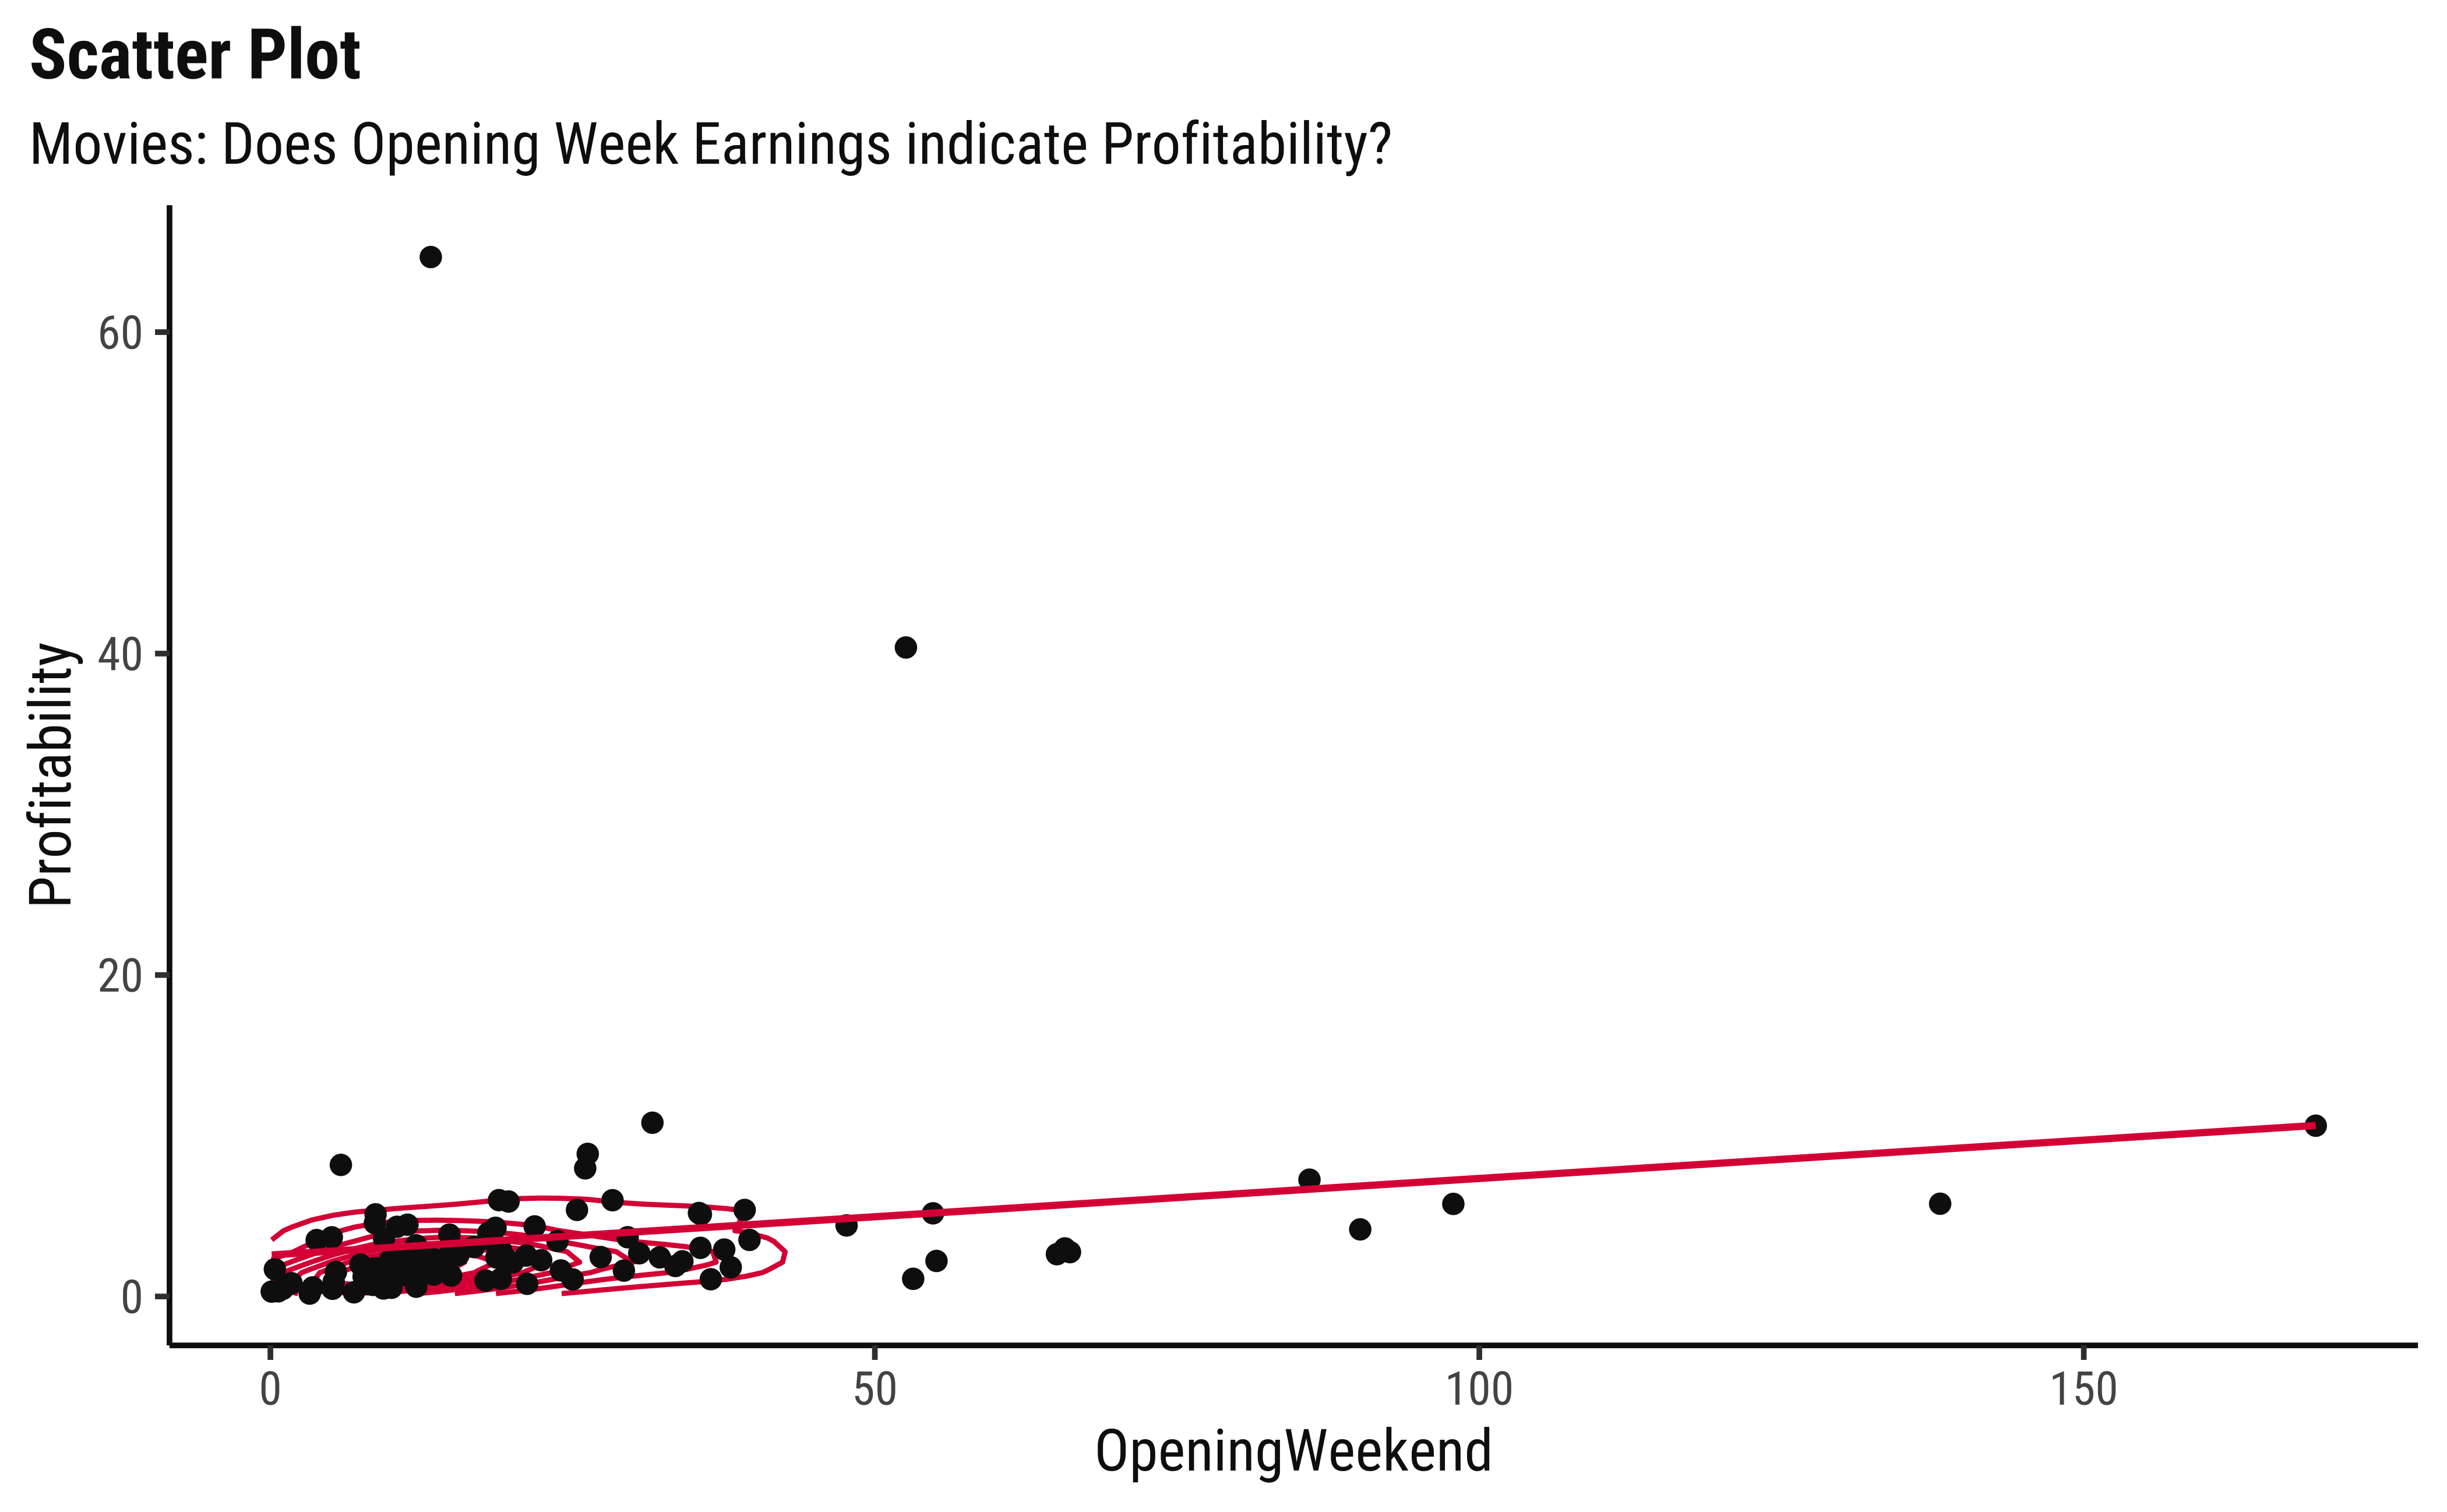 Scatter Plot
Movies: Does Opening Week Earnings indicate Profitability?
Profitability
60
40
20
0
0
50
100
150
OpeningWeekend